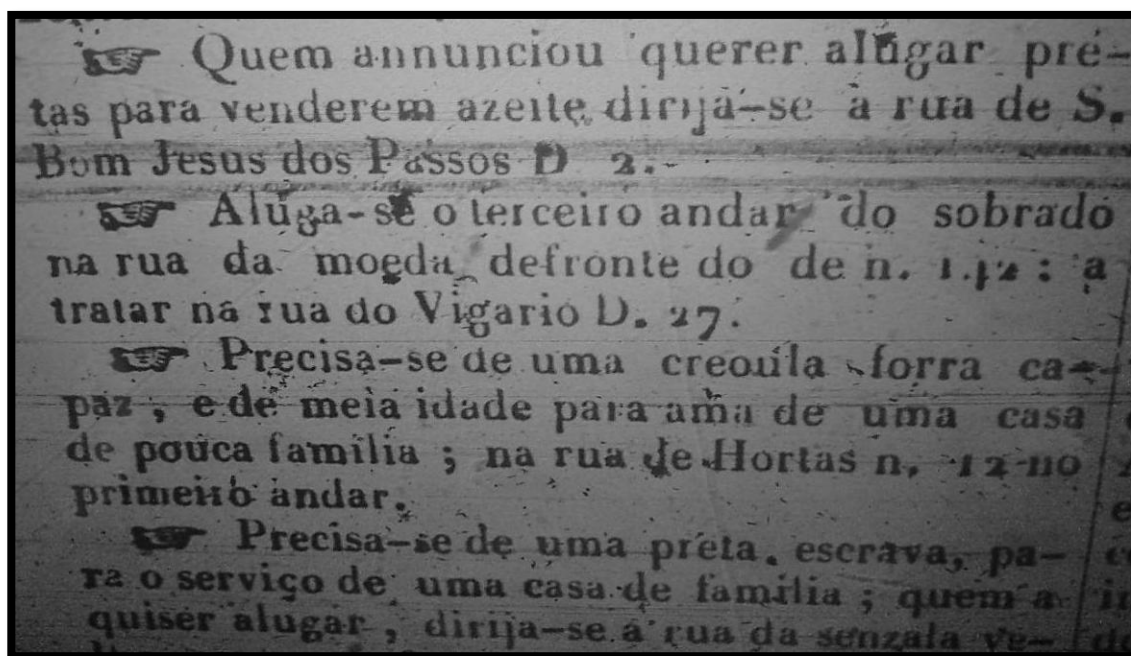 ☞ Quem annunciou querer alugar pre-
tas para venderem azeite dirija-se à rua de S.
Bom Jesus dos Passos D 2.
☞ Aluga-se o terceiro andar do sobrado
na rua da moeda defronte do de n. 142 : a
tratar na rua do Vigario D. 27.
☞ Precisa-se de uma creoula forra ca-
paz, e de meia idade para ama de uma casa
de pouca familia ; na rua de Hortas n. 12 no
primeiro andar.
☞ Precisa-se de uma preta escrava, pa-
ra o serviço de uma casa de familia ; quem a
quiser alugar, dirija-se á rua da senzala ve-